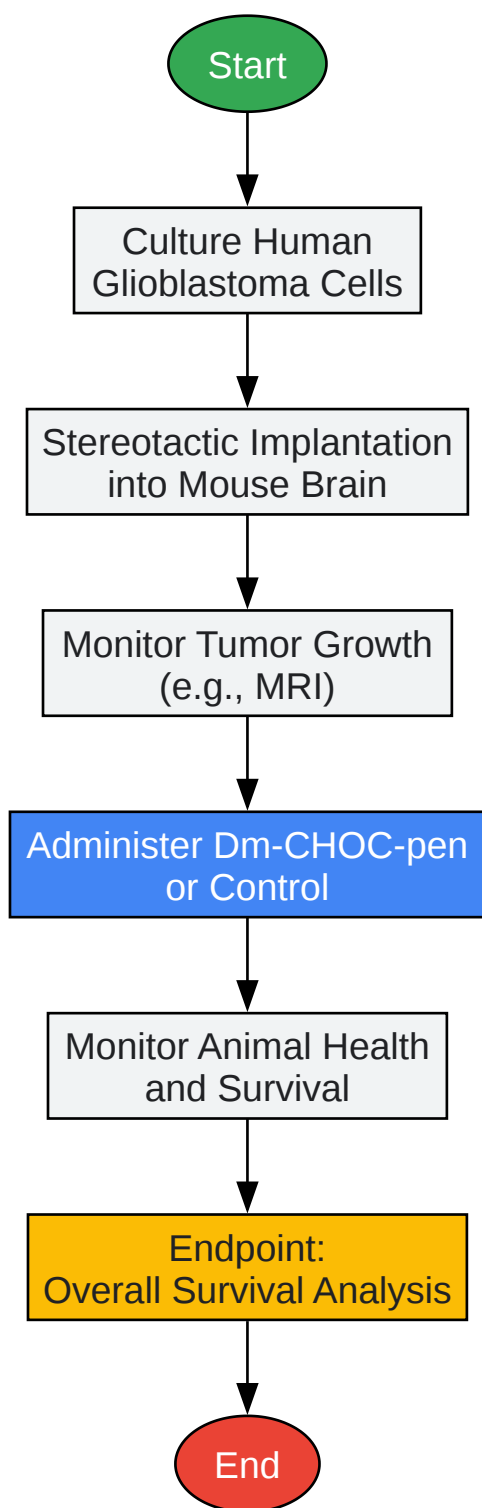 Start
Culture Human
Glioblastoma Cells
Stereotactic Implantation
into Mouse Brain
Monitor Tumor Growth
(e.g., MRI)
Administer Dm-CHOC-pen
or Control
Monitor Animal Health
and Survival
Endpoint:
Overall Survival Analysis
End